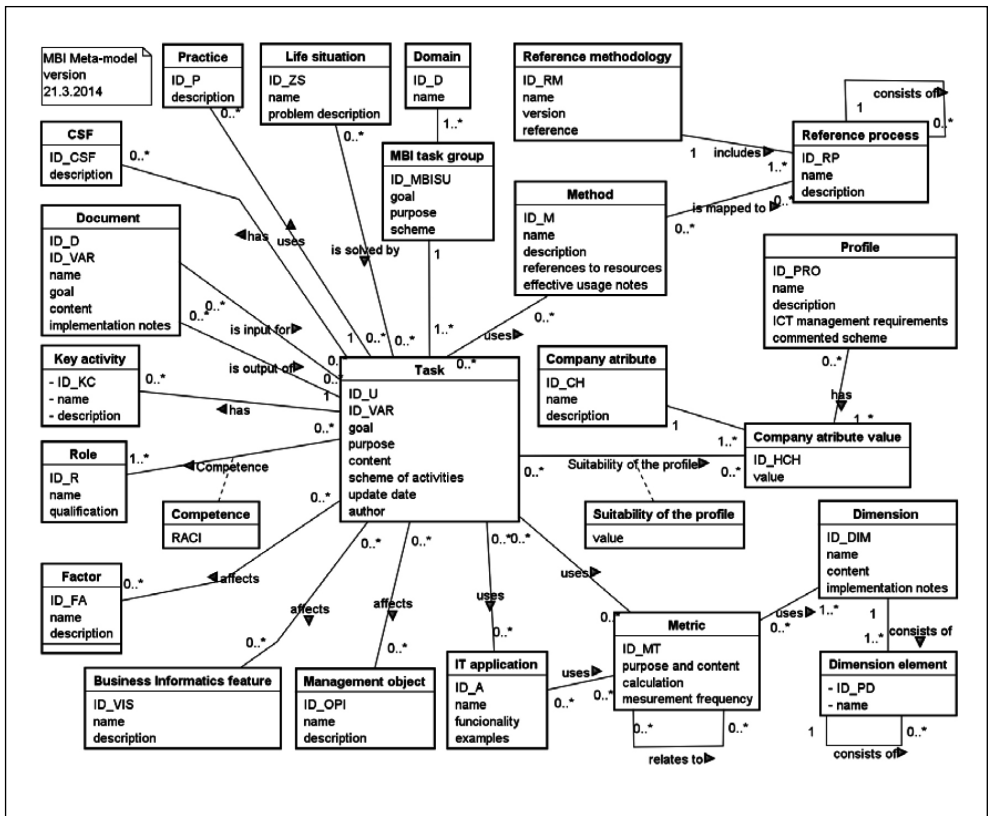 MBI Meta-model
version
21.3.2014
Practice
ID_P
description
0..*
Life situation
ID_ZS
name
problem description
0..*
Domain
ID_D
name
1..*
Reference methodology
ID_RM
name
version
reference
1
includes
1..*
consists of
1
0..*
Reference process
ID_RP
name
description
CSF
ID_CSF
description
0..*
has
uses
is solved by
MBI task group
ID_MBISU
goal
purpose
scheme
1
1..*
Method
ID_M
name
description
references to resources
effective usage notes
is mapped to
0..*
0..*
uses
0..*
0..*
Document
ID_D
ID_VAR
name
goal
content
implementation notes
0..*
0..*
is input for
is output of
Profile
ID_PRO
name
description
ICT management requirements
commented scheme
0..*
has
1..*
Key activity
- ID_KC
- name
- description
0..*
has
1
0..*
0..*
0..
0..*
1
0..*
Task
ID_U
ID_VAR
goal
purpose
content
scheme of activities
update date
author
Company atribute
ID_CH
name
description
1
1..*
Company atribute value
ID_HCH
value
Role
ID_R
name
qualification
1..*
Competence
Competence
RACI
0..*
Suitability of the profile
0..*
Suitability of the profile
value
Factor
ID_FA
name
description
0..*
affects
0..*
0..*
affects
0..*
Business Informatics feature
ID_VIS
name
description
0..*
affects
0..*
Management object
ID_OPI
name
description
0..*
uses
0..*
IT application
ID_A
name
funcionality
examples
uses
0..*
0..*
0..*
uses
0..
Metric
ID_MT
purpose and content
calculation
mesurement frequency
0..*
0..*
relates to
Dimension
ID_DIM
name
content
implementation notes
uses
0..*
1..*
1
1..*
consists of
Dimension element
- ID_PD
- name
1
0..*
consists of